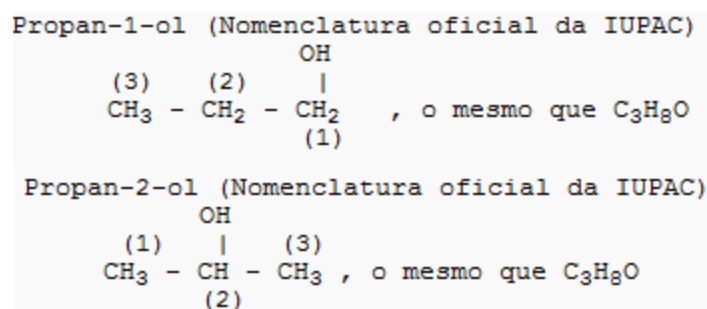 Propan-1-ol (Nomenclatura oficial da IUPAC)
OH
(3) (2) |
CH₃ - CH₂ - CH₂ , o mesmo que C₃H₈O
(1)
Propan-2-ol (Nomenclatura oficial da IUPAC)
OH
(1) | (3)
CH₃ - CH - CH₃ , o mesmo que C₃H₈O
(2)